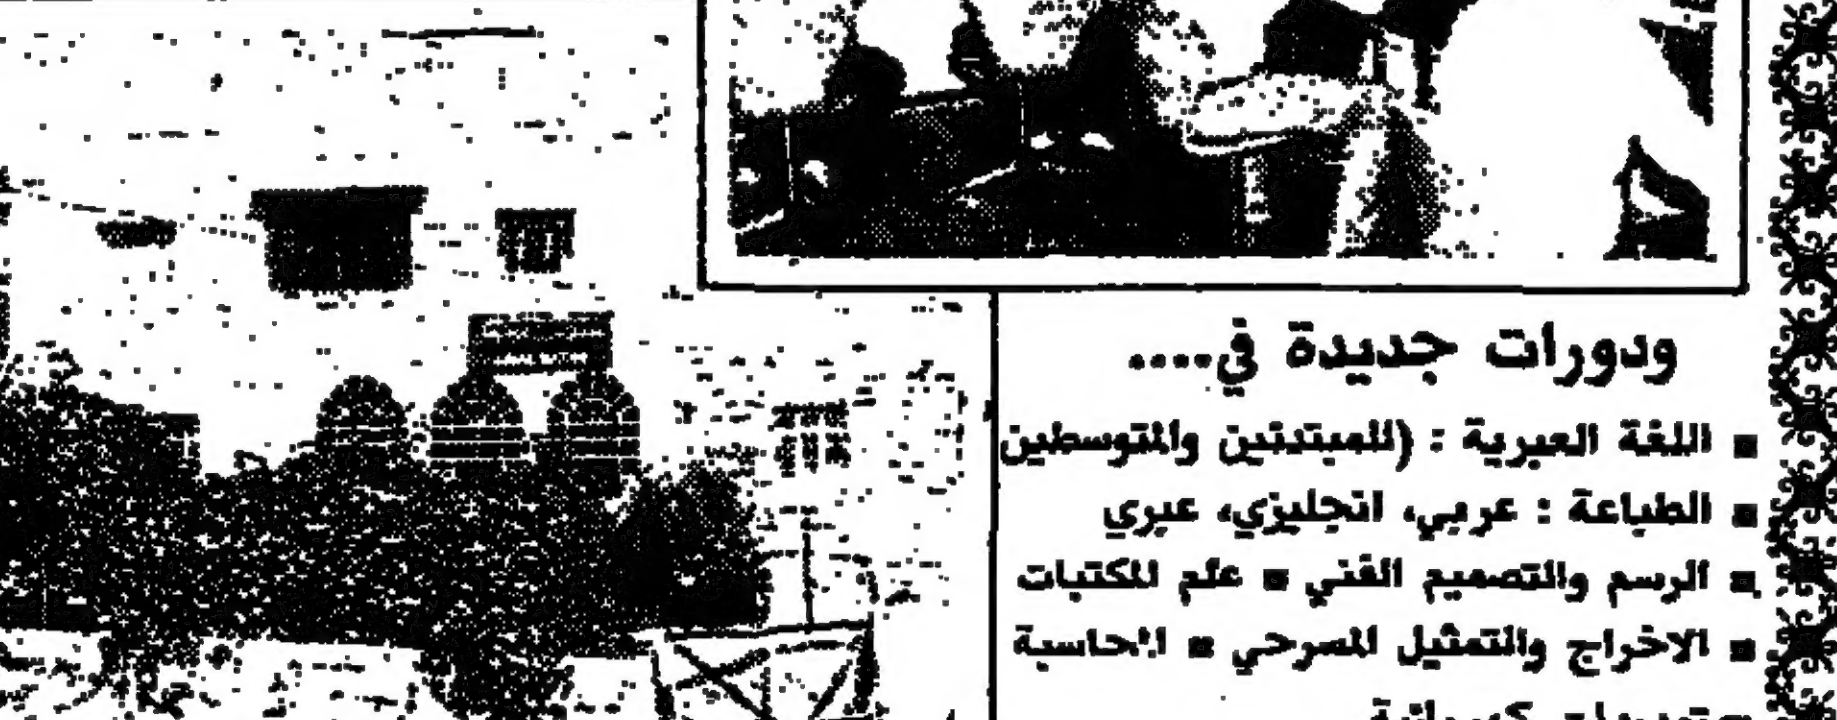 ودورات جديدة في....
■ اللغة العبرية : (للمبتدئين والمتوسطين
■ الطباعة : عربي، انجليزي، عبري
■ الرسم والتصميم الفني ■ علم المكتبات
■ الاخراج والتمثيل المسرحي ■ المحاسبة